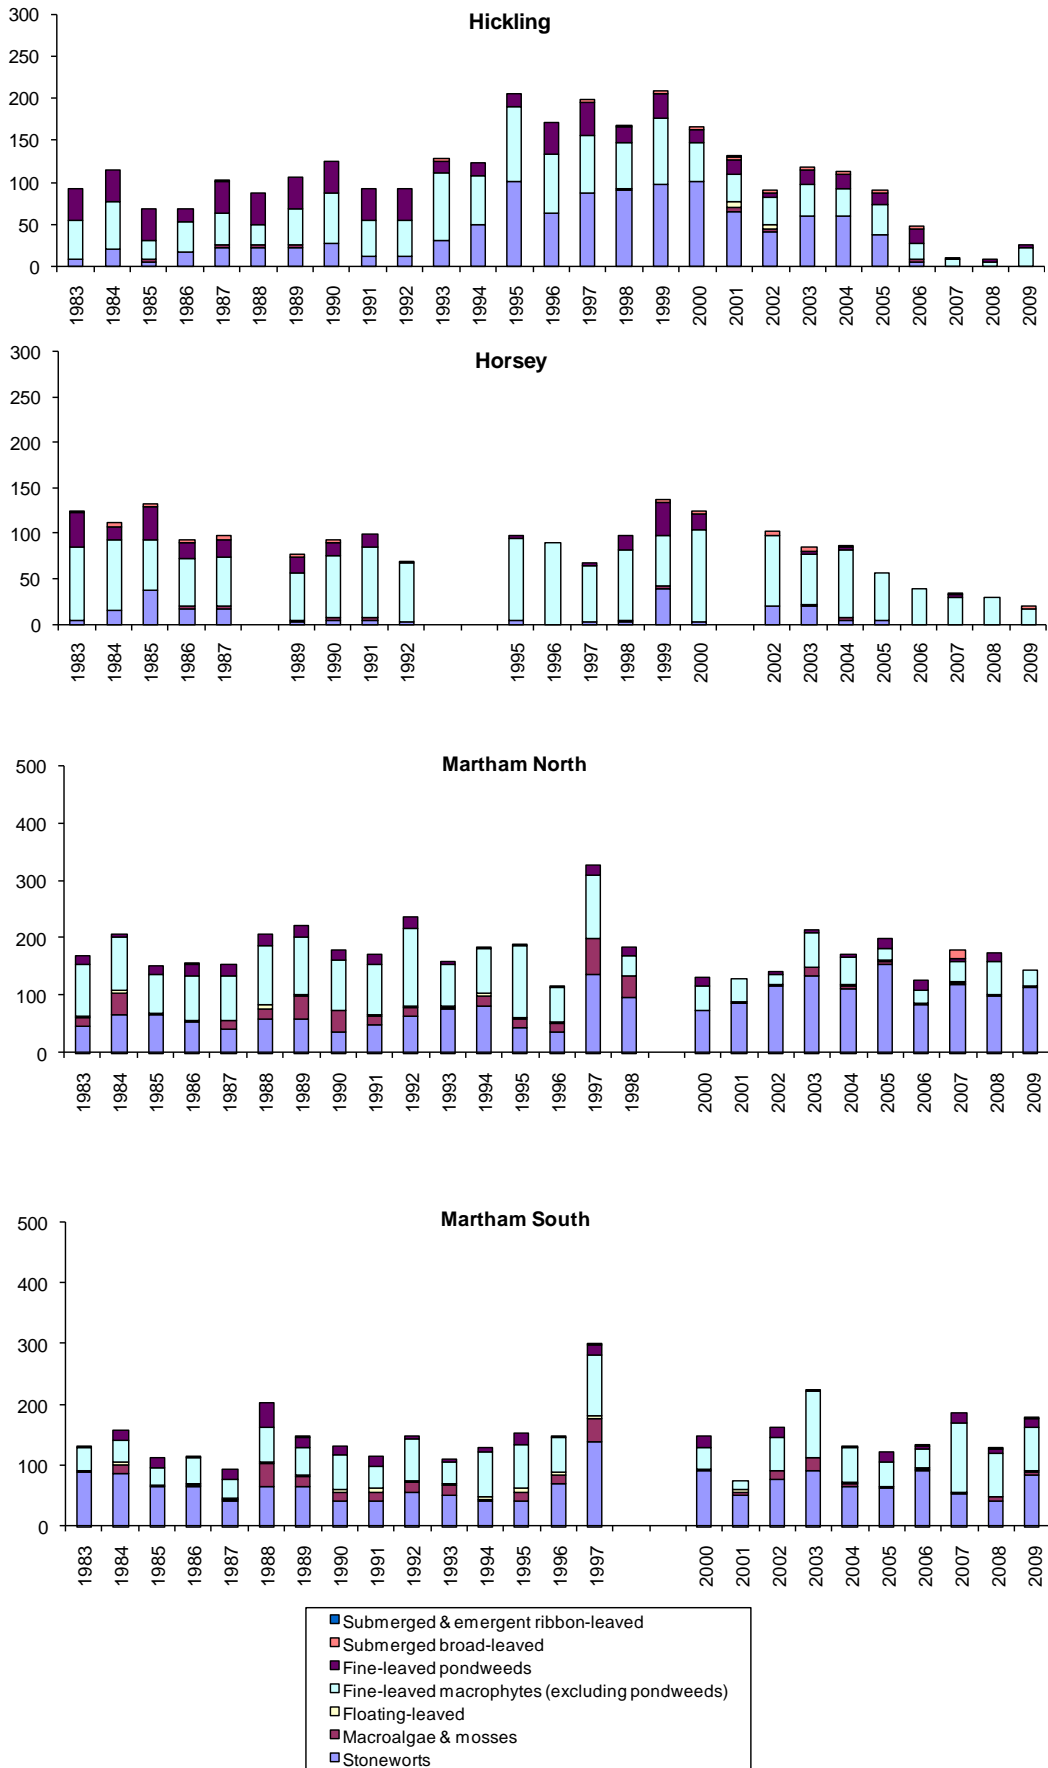 Hickling
300
250
200
150
100
50
0
1983 1984 1985 1986 1987 1988 1989 1990 1991 1992 1993 1994 1995 1996 1997 1998 1999 2000 2001 2002 2003 2004 2005 2006 2007 2008 2009
Horsey
300
250
200
150
100
50
0
1983 1984 1985 1986 1987 1989 1990 1991 1992 1995 1996 1997 1998 1999 2000 2002 2003 2004 2005 2006 2007 2008 2009
Martham North
500
400
300
200
100
0
1983 1984 1985 1986 1987 1988 1989 1990 1991 1992 1993 1994 1995 1996 1997 1998 2000 2001 2002 2003 2004 2005 2006 2007 2008 2009
Martham South
500
400
300
200
100
0
1983 1984 1985 1986 1987 1988 1989 1990 1991 1992 1993 1994 1995 1996 1997 2000 2001 2002 2003 2004 2005 2006 2007 2008 2009
Submerged & emergent ribbon-leaved
Submerged broad-leaved
Fine-leaved pondweeds
Fine-leaved macrophytes (excluding pondweeds)
Floating-leaved
Macroalgae & mosses
Stoneworts